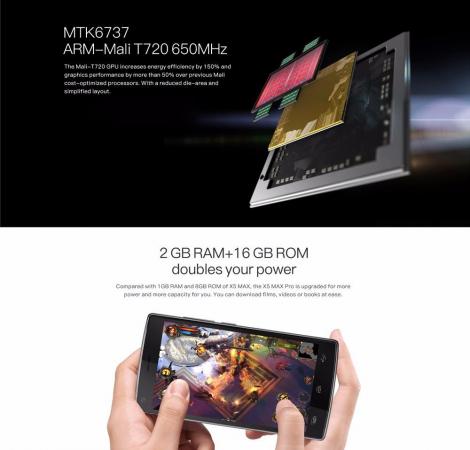 MTK6737
ARM-Mali T720 650MHz
The Mali-T720 GPU increases energy efficiency by 150% and
graphics performance by more than 50% over previous Mali
cost-optimized processors. With a reduced die-area and
simplified layout.
2 GB RAM+16 GB ROM
doubles your power
Compared with 1GB RAM and 8GB ROM of X5 MAX, the X5 MAX Pro is upgraded for more
power and more capacity for you. You can download films, videos or books at ease.